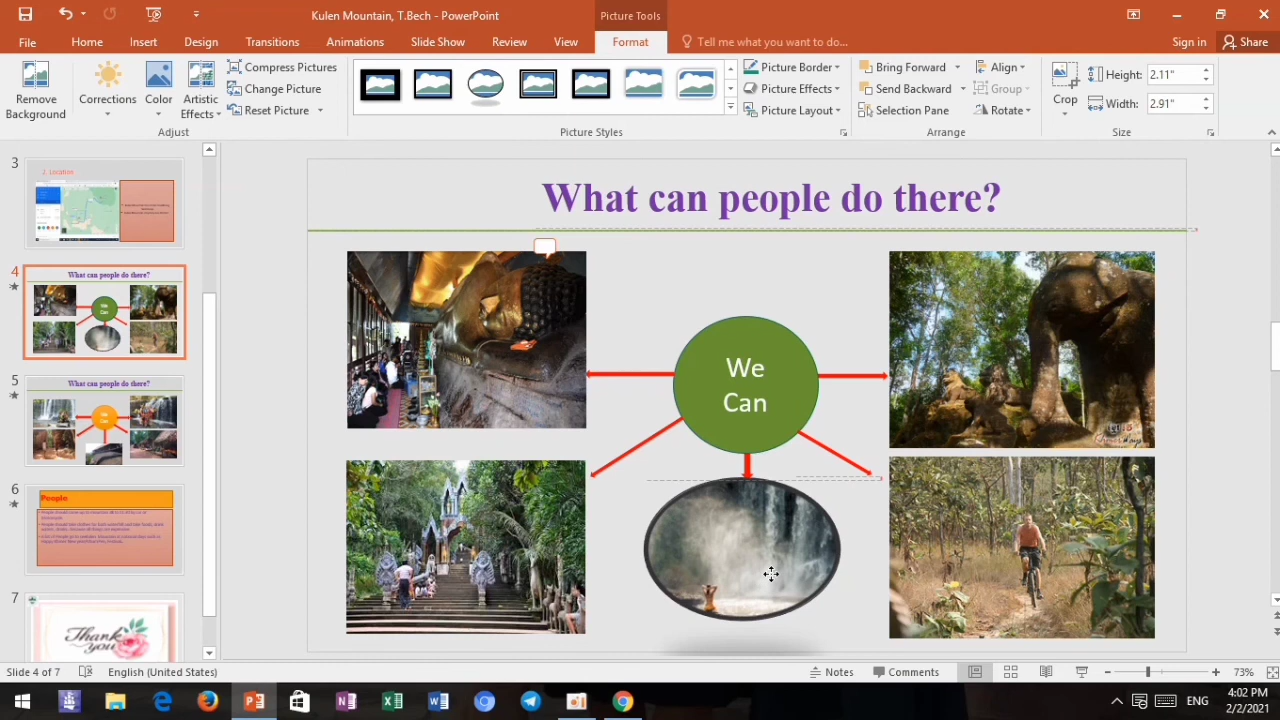 Kulen Mountain, T.Bech - PowerPoint
Picture Tools
File
Home
Insert
Design
Transitions
Animations
Slide Show
Review
View
Format
Tell me what you want to do...
Sign in
Share
Remove
Background
Corrections
Color
Artistic
Effects
Compress Pictures
Change Picture
Reset Picture
Adjust
Picture Styles
Picture Border
Picture Effects
Picture Layout
Bring Forward
Send Backward
Selection Pane
Align
Group
Rotate
Arrange
Crop
Height:
2.11"
Width:
2.91"
Size
3
2. Location
4
What can people do there?
We
Can
5
What can people do there?
6
People
7
Thank
you
What can people do there?
We
Can
Slide 4 of 7
English (United States)
Notes
Comments
73%
ENG
4:02 PM
2/2/2021